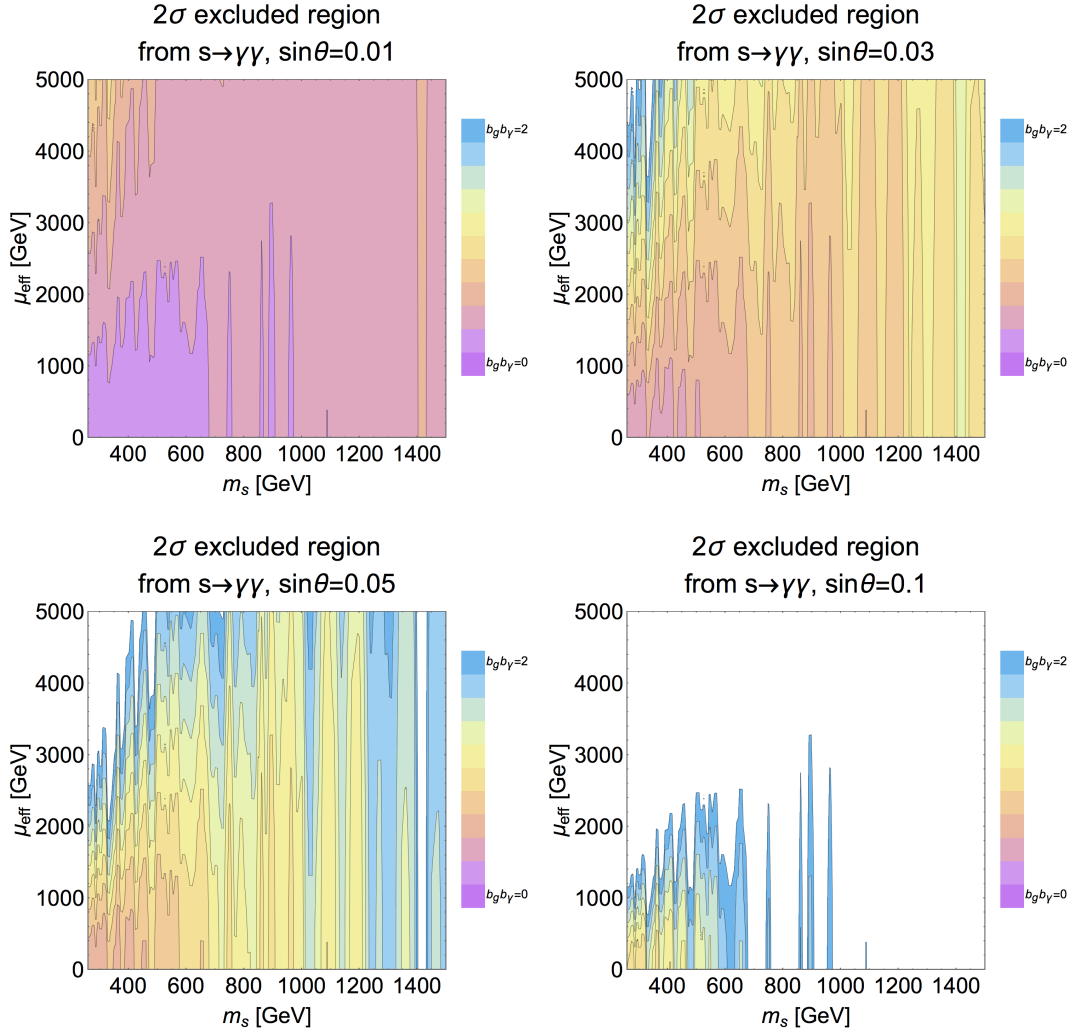 2σ excluded region
from s→γγ, sinθ=0.01
5000
4000
3000
2000
1000
0
μeff [GeV]
400 600 800 1000 1200 1400
ms [GeV]
bgbγ=2
bgbγ=0
2σ excluded region
from s→γγ, sinθ=0.03
5000
4000
3000
2000
1000
0
μeff [GeV]
400 600 800 1000 1200 1400
ms [GeV]
bgbγ=2
bgbγ=0
2σ excluded region
from s→γγ, sinθ=0.05
5000
4000
3000
2000
1000
0
μeff [GeV]
400 600 800 1000 1200 1400
ms [GeV]
bgbγ=2
bgbγ=0
2σ excluded region
from s→γγ, sinθ=0.1
5000
4000
3000
2000
1000
0
μeff [GeV]
400 600 800 1000 1200 1400
ms [GeV]
bgbγ=2
bgbγ=0